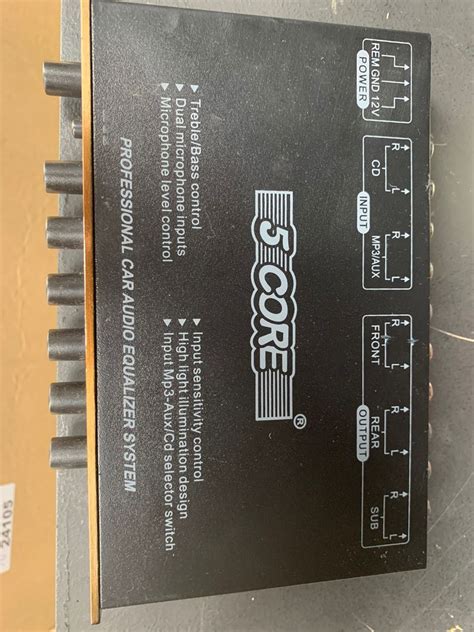 REM GND 12V
POWER
R L R L
CD MP3/AUX
INPUT
R L R L R L
FRONT REAR SUB
OUTPUT
5 CORE®
▶ Treble/Bass control
▶ Dual microphone inputs
▶ Microphone level control
▶ Input sensitivity control
▶ High light illumination design
▶ Input Mp3-Aux/Cd selector switch
PROFESSIONAL CAR AUDIO EQUALIZER SYSTEM
24105